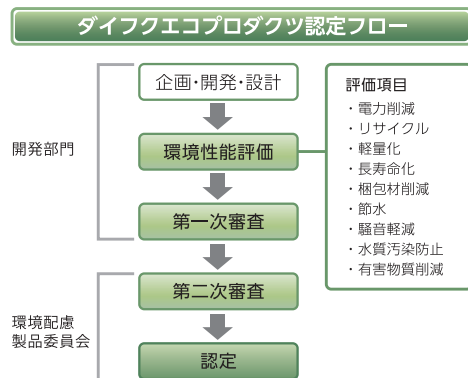 ダイフクエコプロダクツ認定フロー
企画・開発・設計
開発部門
環境性能評価
第一次審査
第二次審査
環境配慮
製品委員会
認定
評価項目
・電力削減
・リサイクル
・軽量化
・長寿命化
・梱包材削減
・節水
・騒音軽減
・水質汚染防止
・有害物質削減